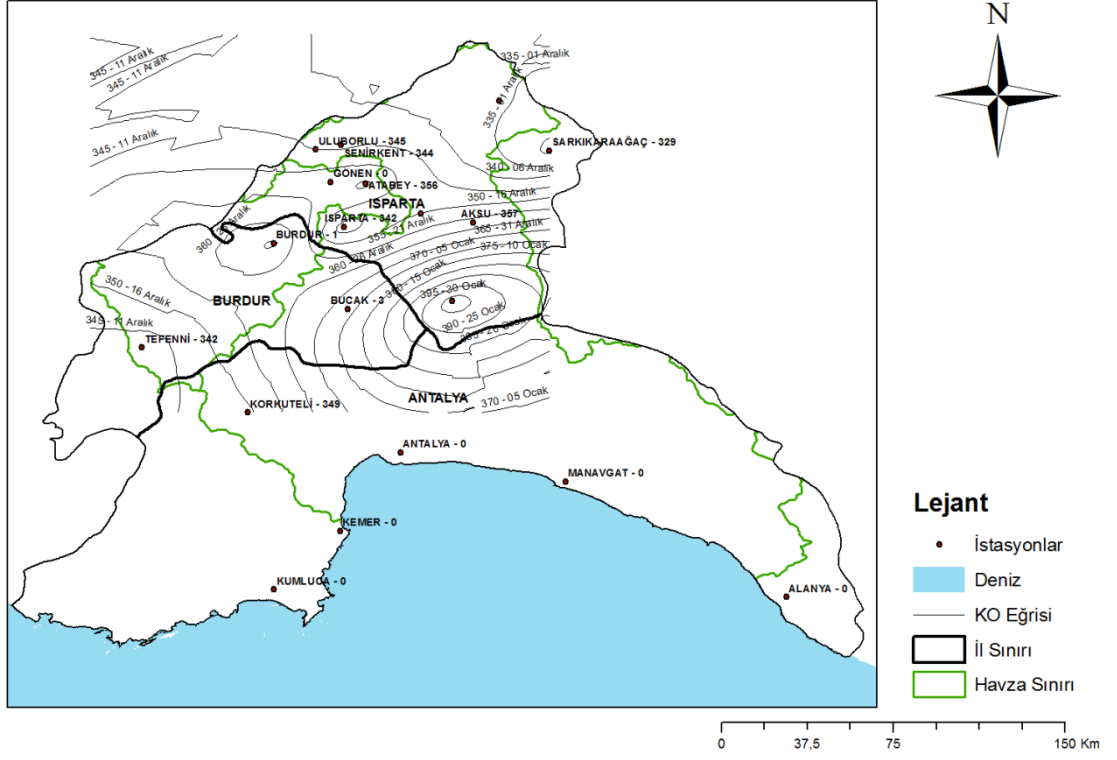 N
345 - 11 Aralık
345 - 11 Aralık
335 - 01 Aralık
335 - 01 Aralık
345 - 11 Aralık
ULUBORLU - 345
SENİRKENT - 344
SARKIKARAAĞAÇ - 329
340 - 06 Aralık
GÖNEN - 0
ATABEY - 356
350 - 16 Aralık
ISPARTA
ISPARTA - 342
AKSU - 357
355 - 21 Aralık
365 - 31 Aralık
360 - 26 Aralık
BURDUR - 1
370 - 05 Ocak
375 - 10 Ocak
360 - 26 Aralık
350 - 16 Aralık
BURDUR
BUCAK - 3
395 - 30 Ocak
390 - 25 Ocak
345 - 11 Aralık
TEFENNİ - 342
ANTALYA
370 - 05 Ocak
KORKUTELİ - 349
ANTALYA - 0
MANAVGAT - 0
KEMER - 0
KUMLUCA - 0
ALANYA - 0
Lejant
İstasyonlar
Deniz
KO Eğrisi
İl Sınırı
Havza Sınırı
0 37,5 75 150 Km